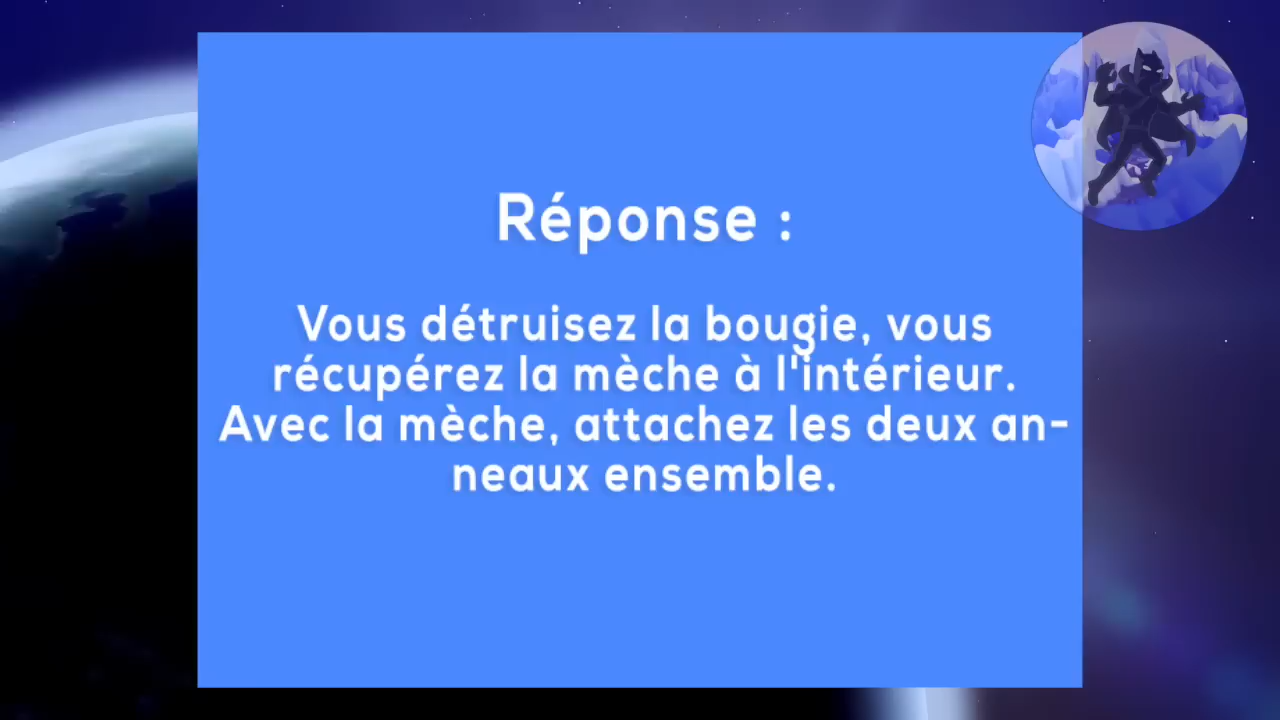 Réponse :
Vous détruisez la bougie, vous
récupérez la mèche à l'intérieur.
Avec la mèche, attachez les deux an-
neaux ensemble.